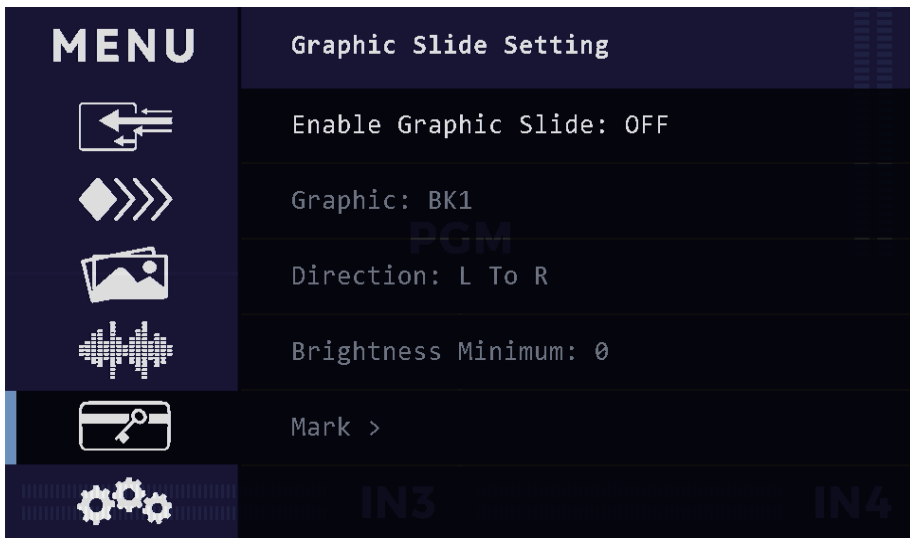 MENU
Graphic Slide Setting
Enable Graphic Slide: OFF
Graphic: BK1
PGM
Direction: L To R
Brightness Minimum: 0
Mark >
IN3
IN4